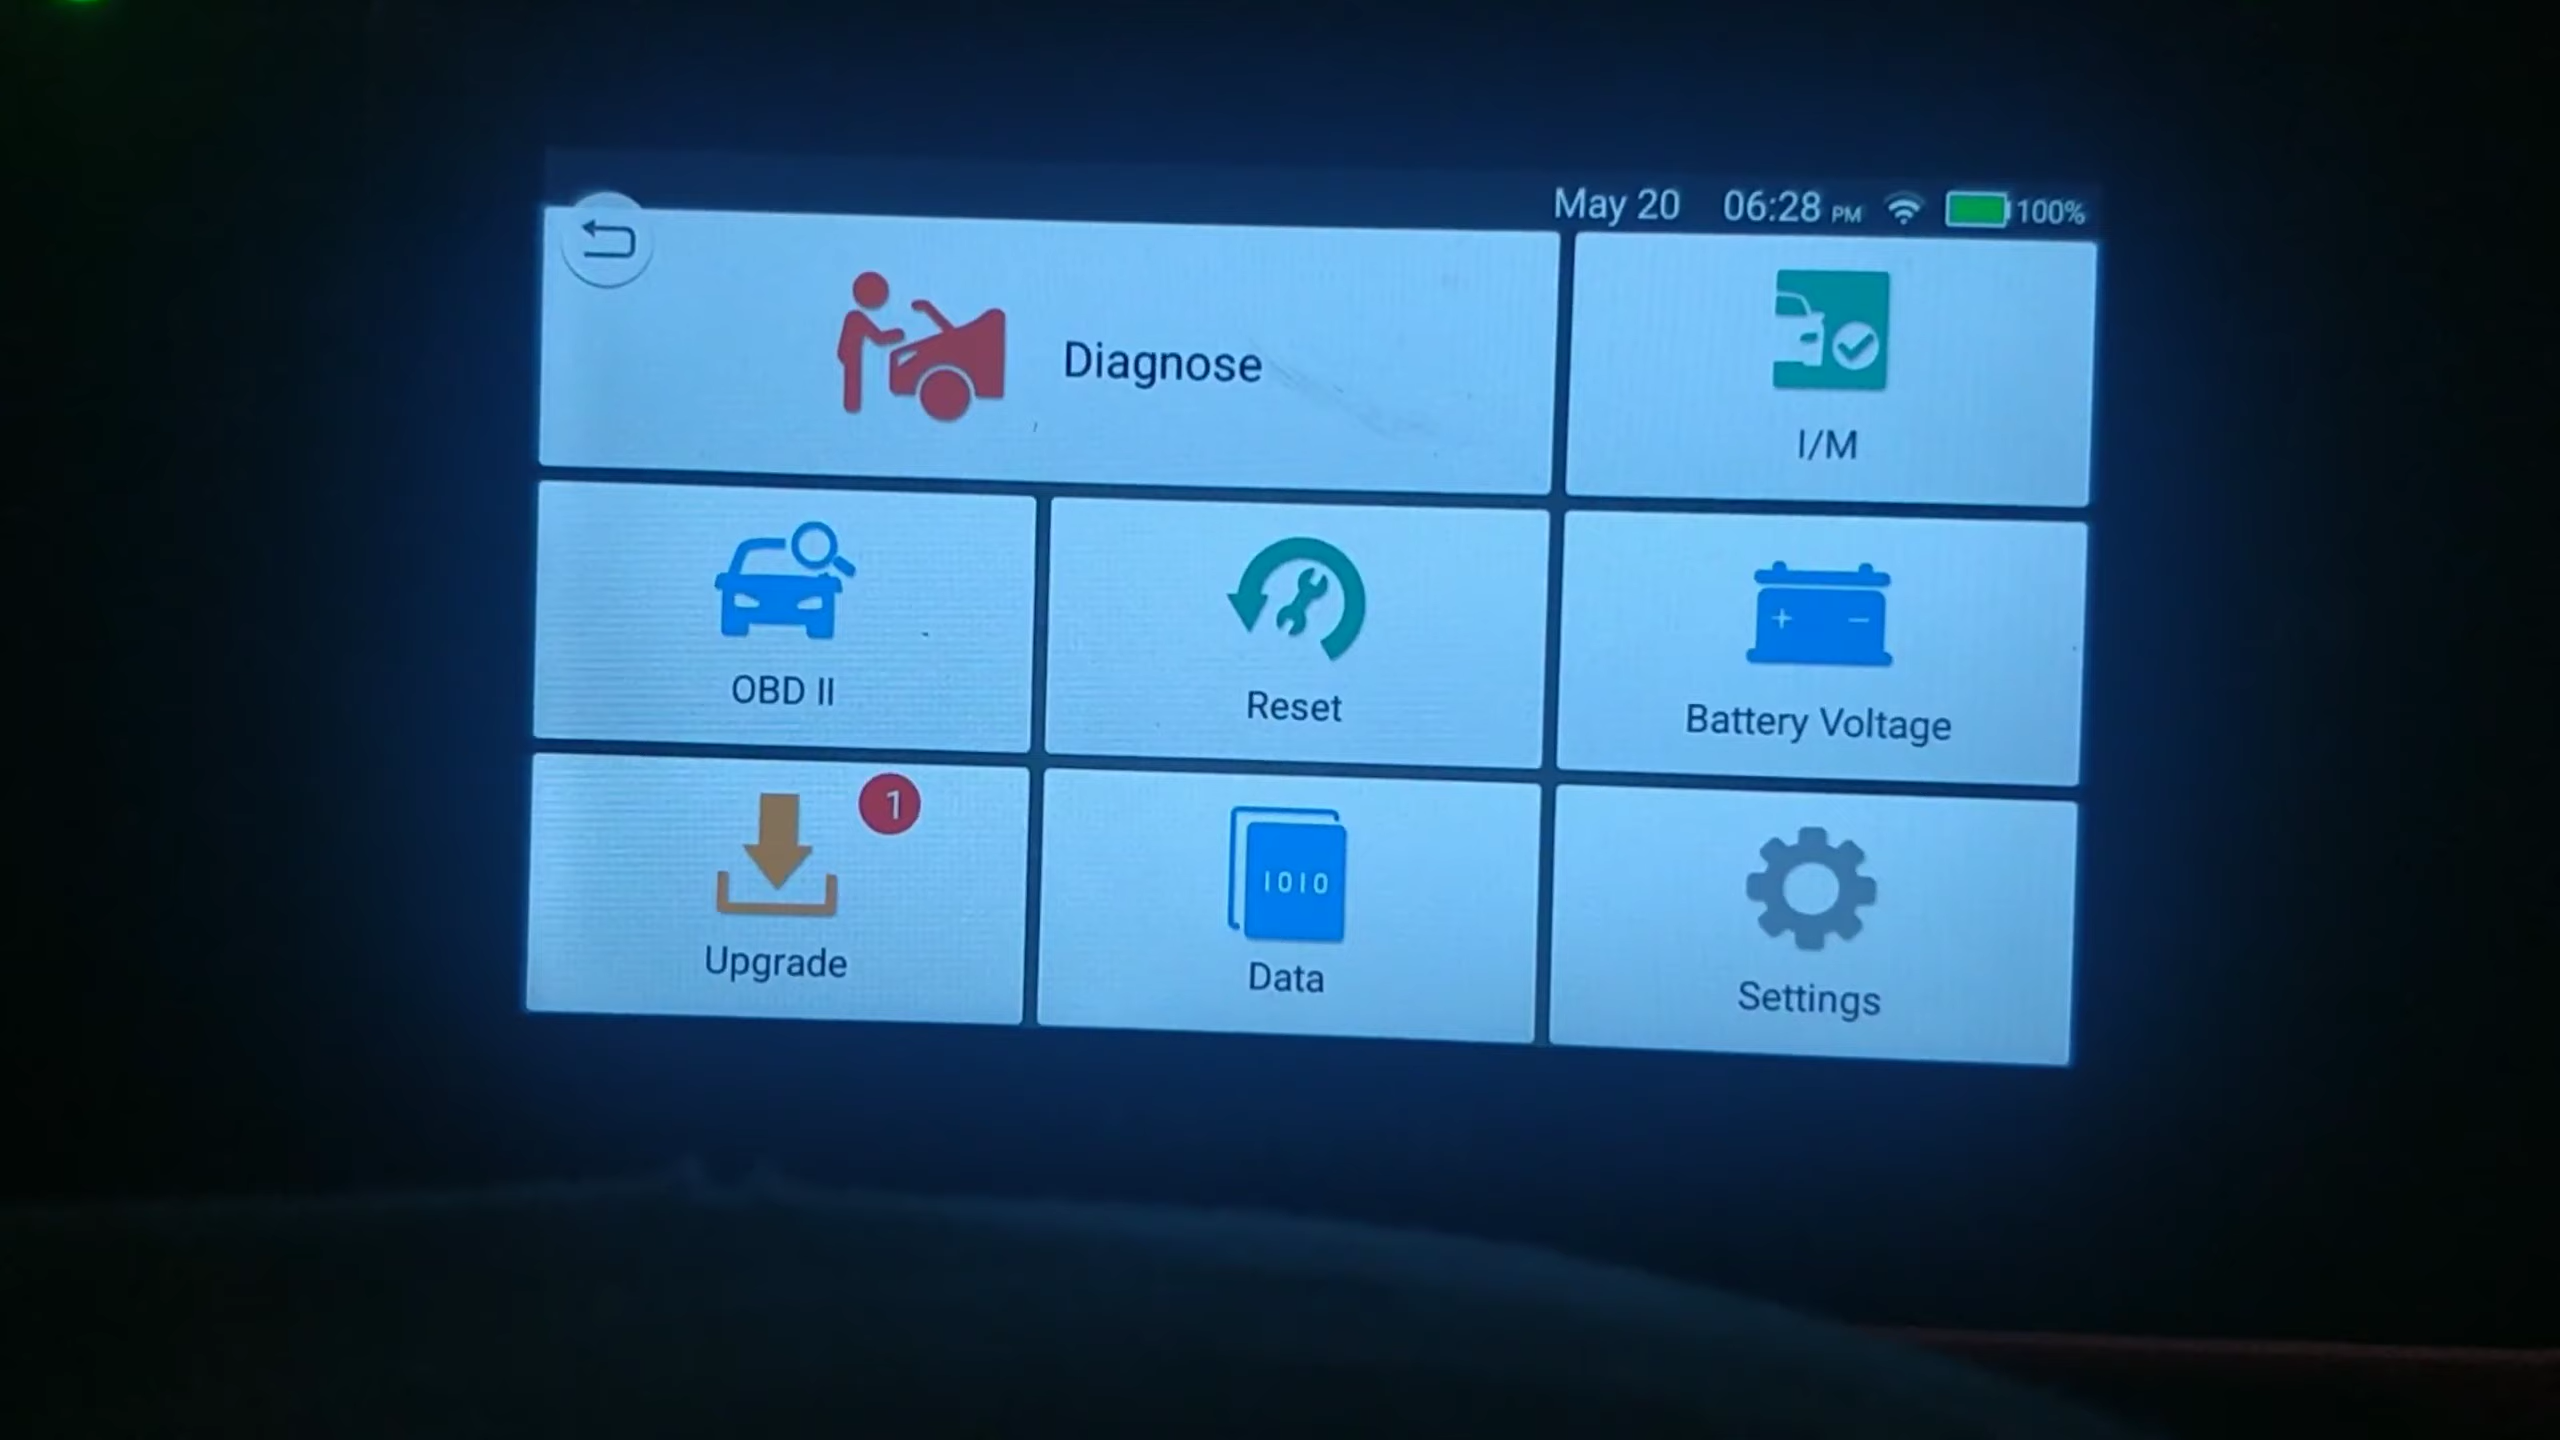 May 20 06:28 PM 100%
Diagnose
I/M
OBD II
Reset
Battery Voltage
1
Upgrade
1010
Data
Settings